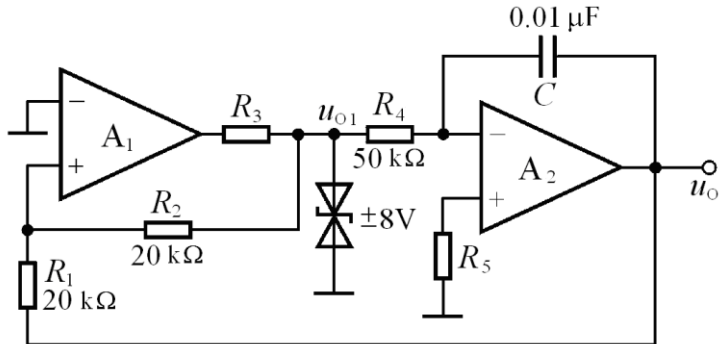 0.01 μF
C
R₃
u_O1
R₄
50 kΩ
−
A₁
+
−
A₂
+
u_O
R₂
20 kΩ
±8V
R₅
R₁
20 kΩ